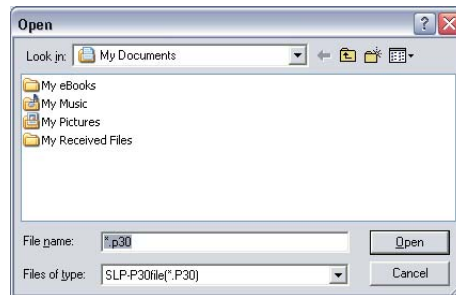 Open
Look in: My Documents
My eBooks
My Music
My Pictures
My Received Files
File name: *.p30 Open
Files of type: SLP-P30file(*.P30) Cancel